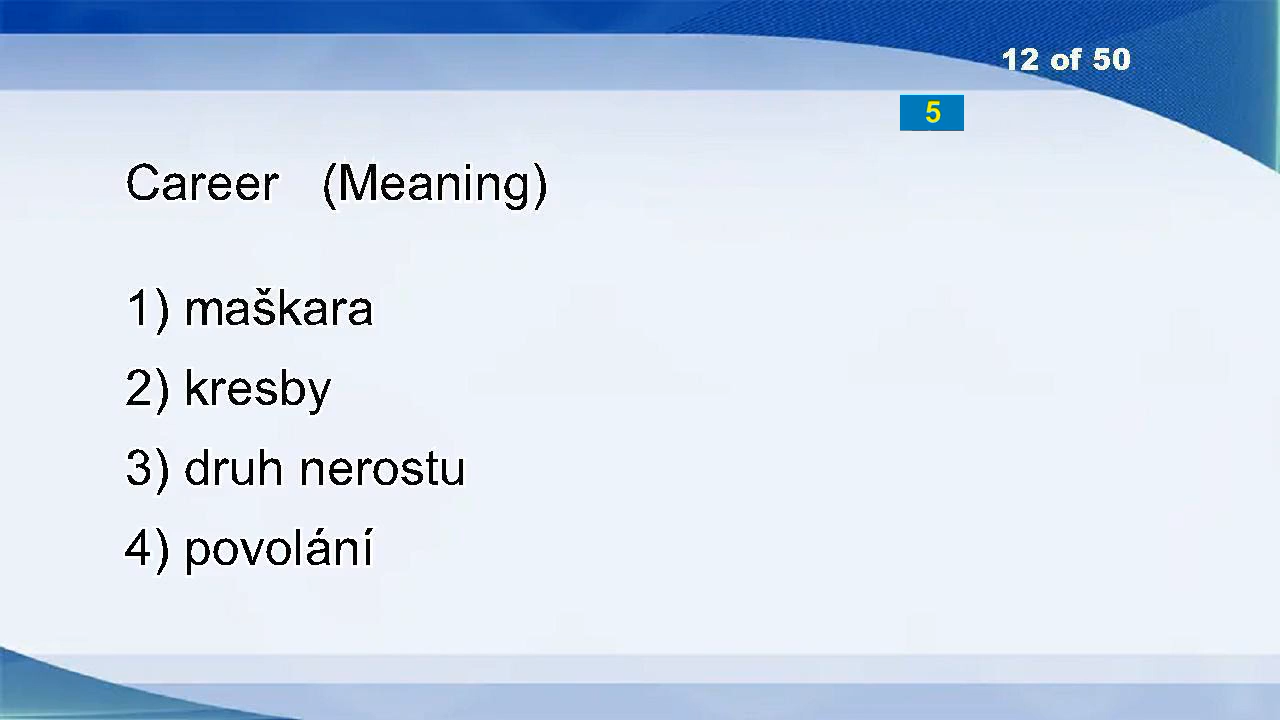 12 of 50
5
Career (Meaning)
1) maškara
2) kresby
3) druh nerostu
4) povolání